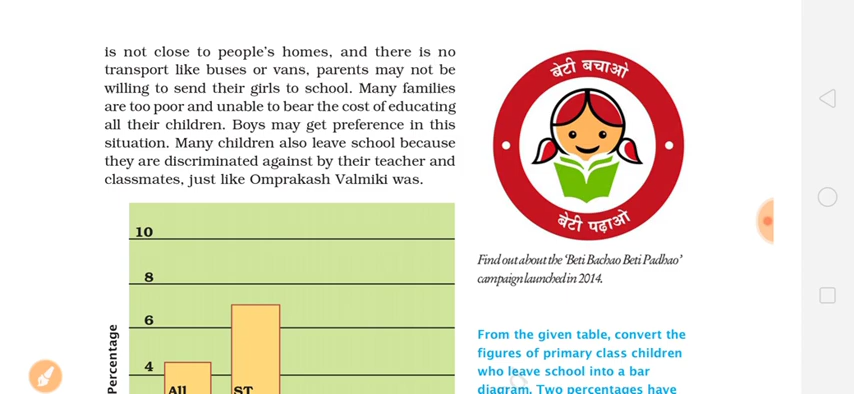 is not close to people's homes, and there is no
transport like buses or vans, parents may not be
willing to send their girls to school. Many families
are too poor and unable to bear the cost of educating
all their children. Boys may get preference in this
situation. Many children also leave school because
they are discriminated against by their teacher and
classmates, just like Omprakash Valmiki was.
10
8
6
4
Percentage
All
ST
बेटी बचाओ
बेटी पढ़ाओ
Find out about the 'Beti Bachao Beti Padhao'
campaign launched in 2014.
From the given table, convert the
figures of primary class children
who leave school into a bar
diagram. Two percentages have